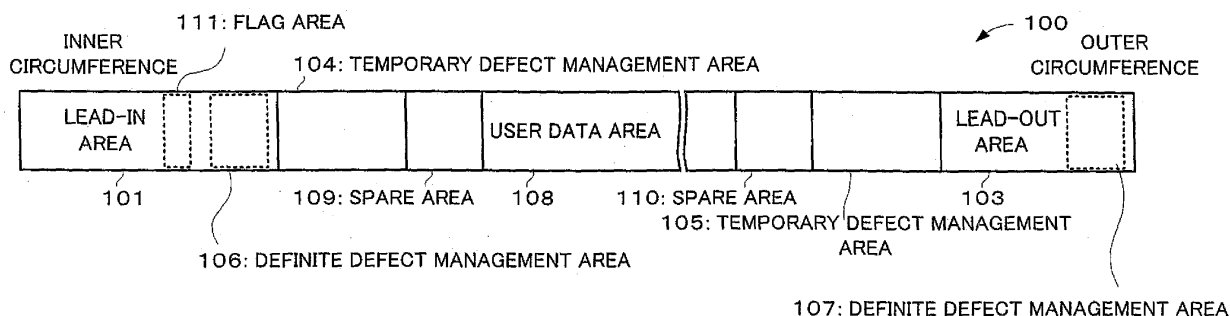 111: FLAG AREA
100
INNER
CIRCUMFERENCE
OUTER
CIRCUMFERENCE
104: TEMPORARY DEFECT MANAGEMENT AREA
LEAD-IN
AREA
USER DATA AREA
LEAD-OUT
AREA
101
109: SPARE AREA
108
110: SPARE AREA
103
105: TEMPORARY DEFECT MANAGEMENT
AREA
106: DEFINITE DEFECT MANAGEMENT AREA
107: DEFINITE DEFECT MANAGEMENT AREA